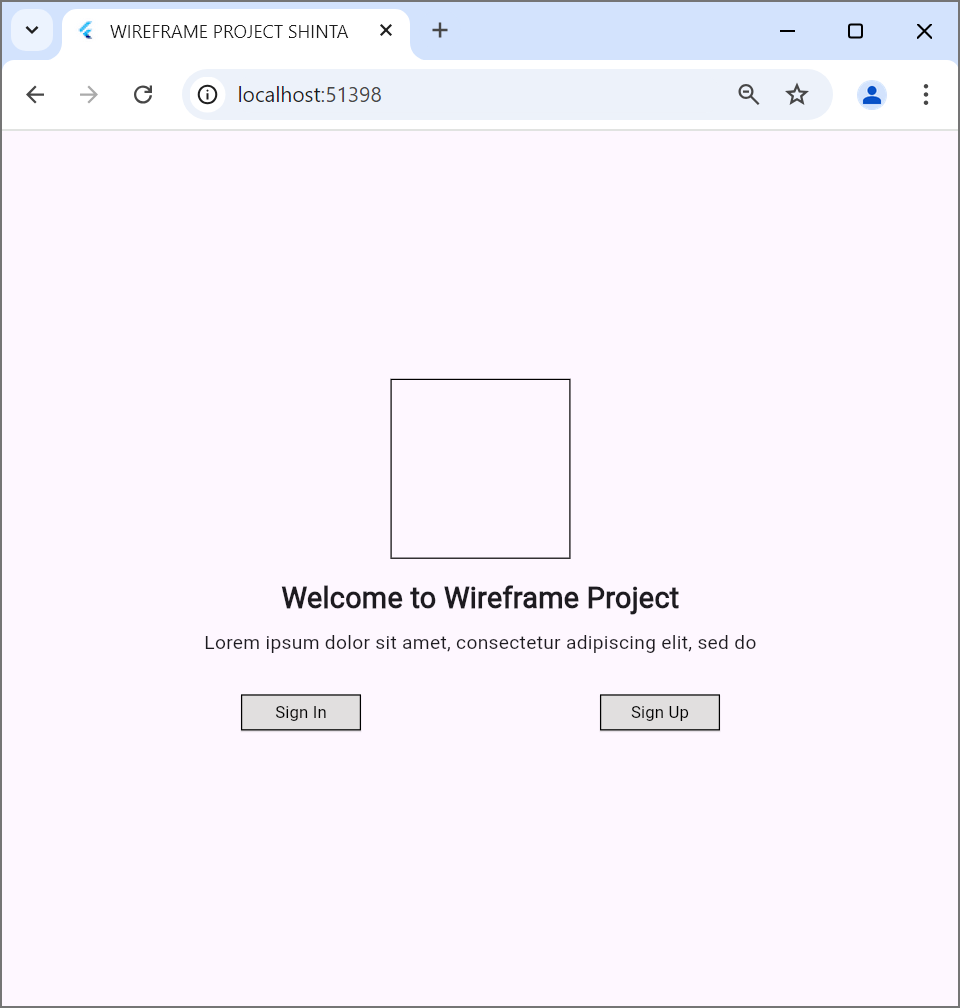 WIREFRAME PROJECT SHINTA
localhost:51398
Welcome to Wireframe Project
Lorem ipsum dolor sit amet, consectetur adipiscing elit, sed do
Sign In
Sign Up